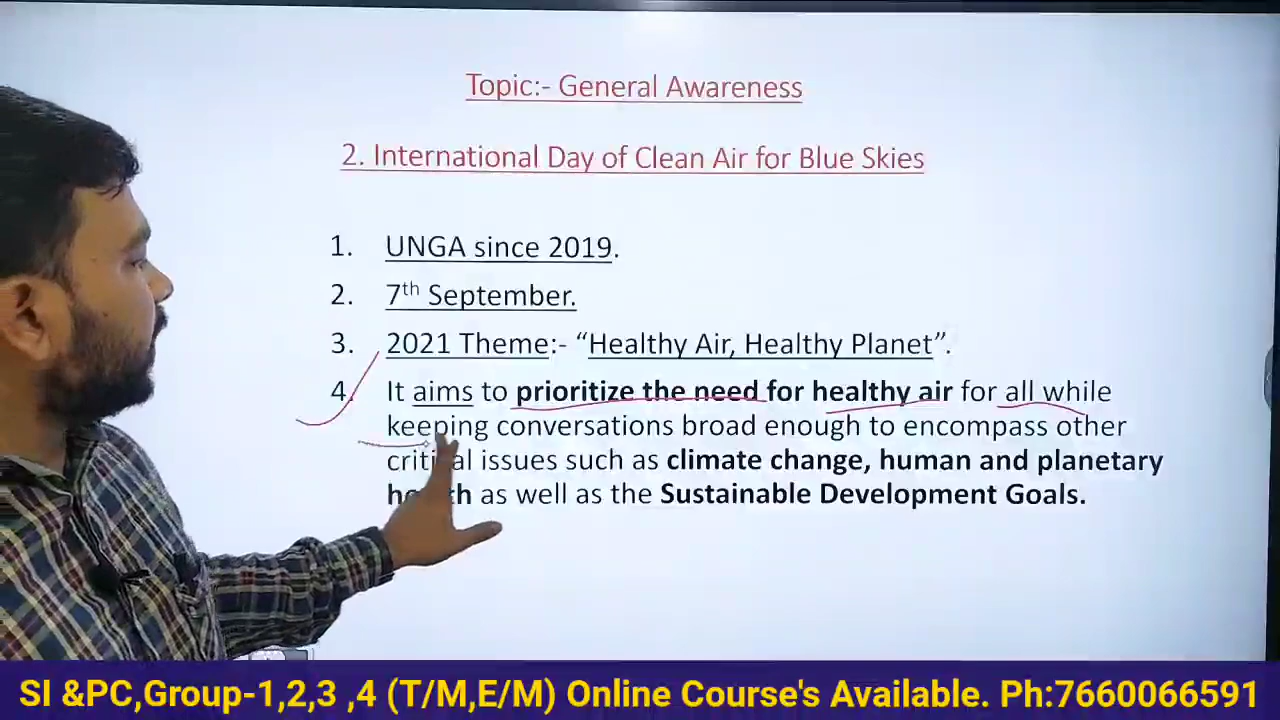 Topic:- General Awareness
2. International Day of Clean Air for Blue Skies
1. UNGA since 2019.
2. 7th September.
3. 2021 Theme:- “Healthy Air, Healthy Planet”.
4. It aims to prioritize the need for healthy air for all while
keeping conversations broad enough to encompass other
critical issues such as climate change, human and planetary
health as well as the Sustainable Development Goals.
SI &PC,Group-1,2,3 ,4 (T/M,E/M) Online Course's Available. Ph:7660066591